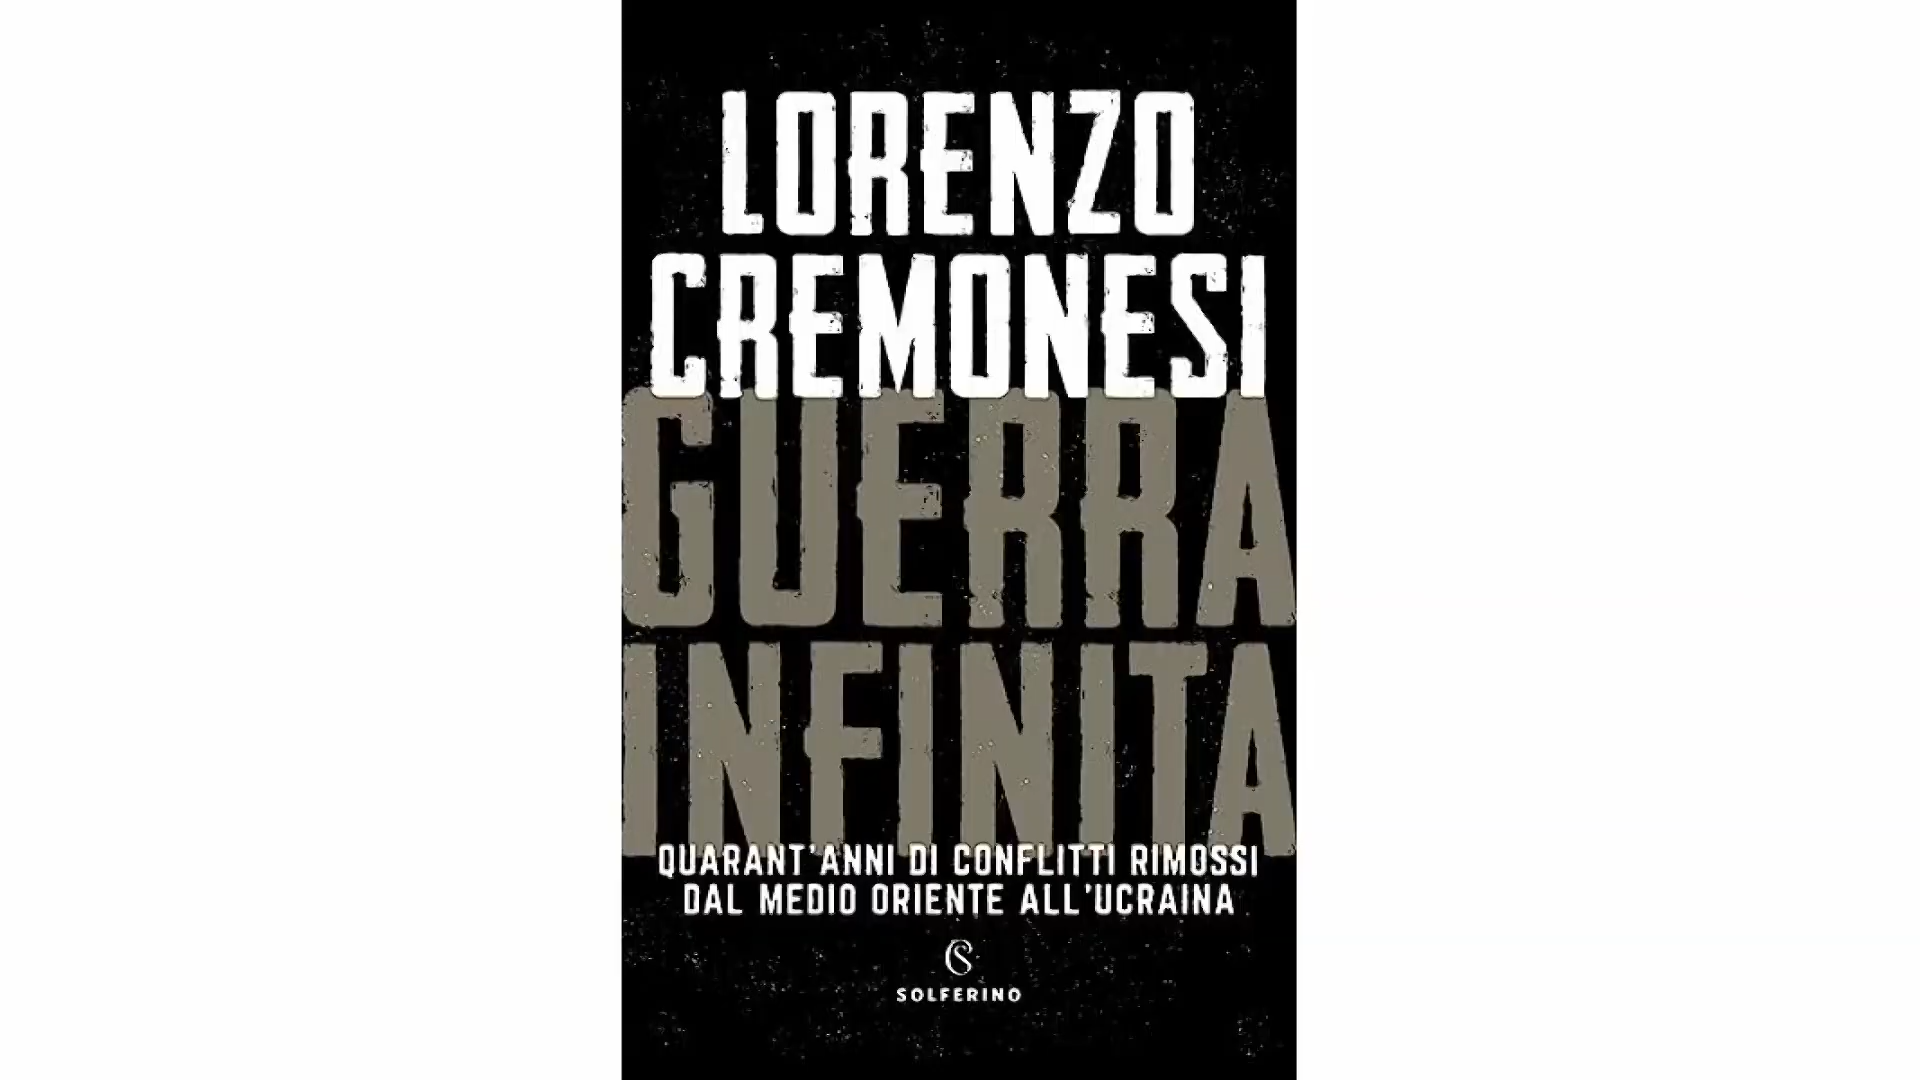 LORENZO
CREMONESI
GUERRA
INFINITA
QUARANT'ANNI DI CONFLITTI RIMOSSI
DAL MEDIO ORIENTE ALL'UCRAINA
SOLFERINO